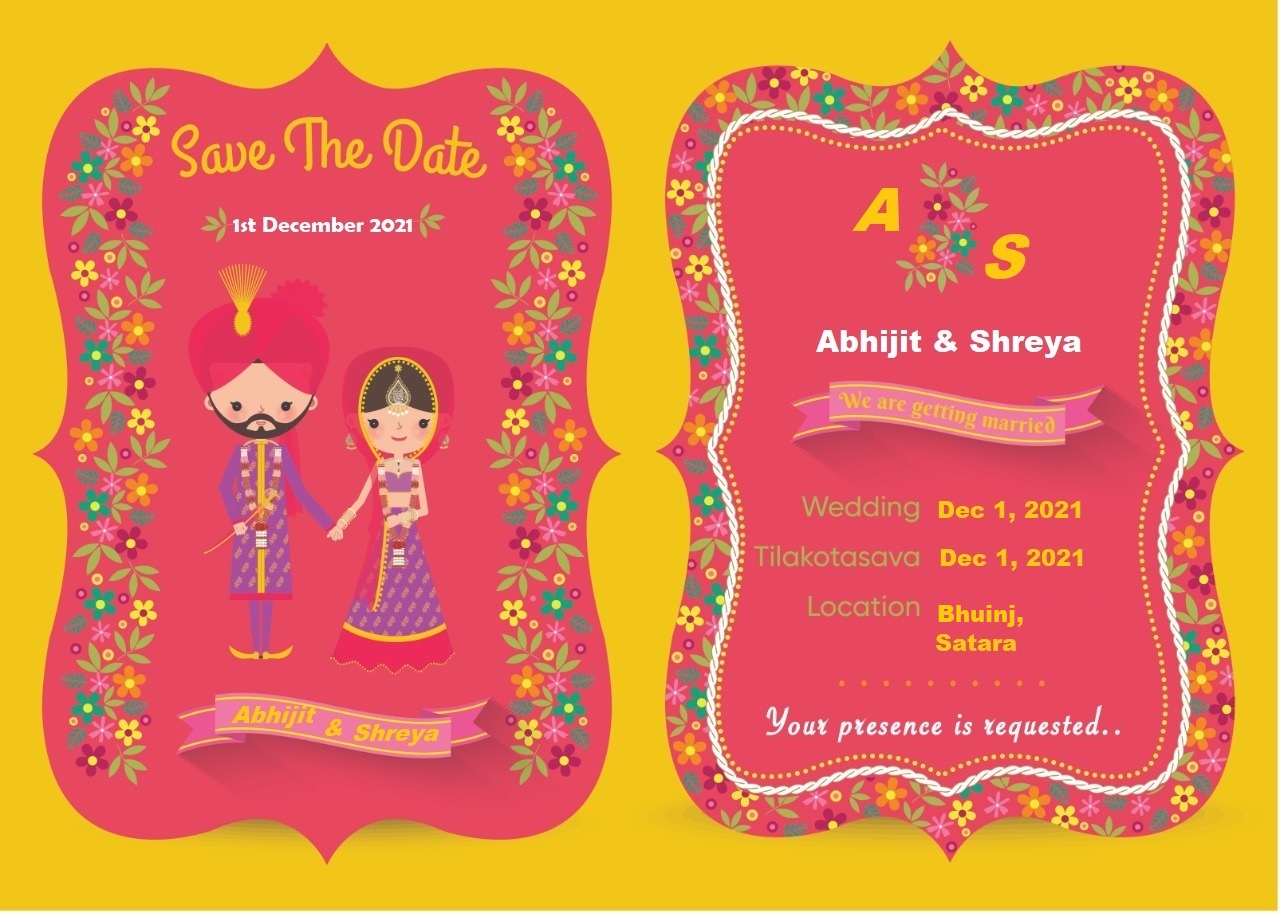 Save The Date
1st December 2021
Abhijit & Shreya
A
S
Abhijit & Shreya
We are getting married
Wedding Dec 1, 2021
Tilakotasava Dec 1, 2021
Location Bhuinj,
Satara
Your presence is requested..